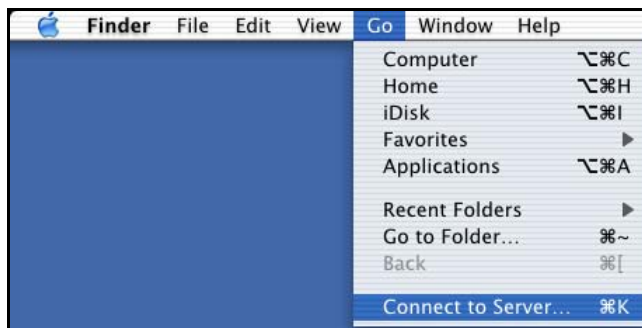 Finder File Edit View Go Window Help
Computer ⌥⌘C
Home ⌥⌘H
iDisk ⌥⌘I
Favorites
Applications ⌥⌘A
Recent Folders
Go to Folder... ⌘~
Back ⌘[
Connect to Server... ⌘K